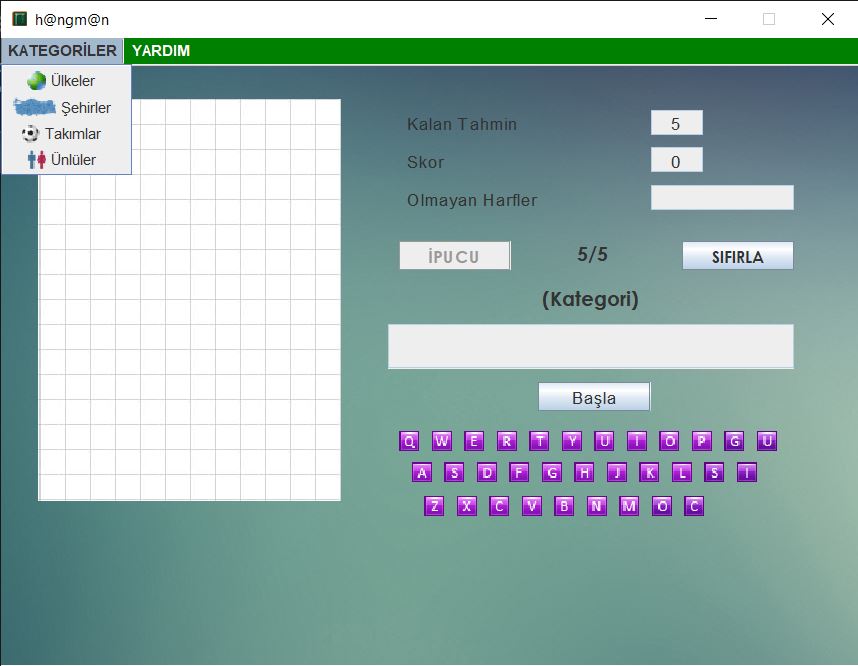 h@ngm@n
KATEGORİLER YARDIM
Ülkeler
Şehirler
Takımlar
Ünlüler
Kalan Tahmin 5
Skor 0
Olmayan Harfler
İPUCU 5/5 SIFIRLA
(Kategori)
Başla
Q W E R T Y U İ O P Ğ Ü
A S D F G H J K L Ş I
Z X C V B N M Ö Ç